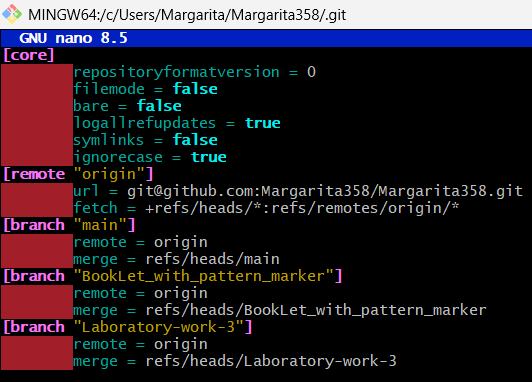 MINGW64:/c/Users/Margarita/Margarita358/.git
GNU nano 8.5
[core]
repositoryformatversion = 0
filemode = false
bare = false
logallrefupdates = true
symlinks = false
ignorecase = true
[remote "origin"]
url = git@github.com:Margarita358/Margarita358.git
fetch = +refs/heads/*:refs/remotes/origin/*
[branch "main"]
remote = origin
merge = refs/heads/main
[branch "BookLet_with_pattern_marker"]
remote = origin
merge = refs/heads/BookLet_with_pattern_marker
[branch "Laboratory-work-3"]
remote = origin
merge = refs/heads/Laboratory-work-3